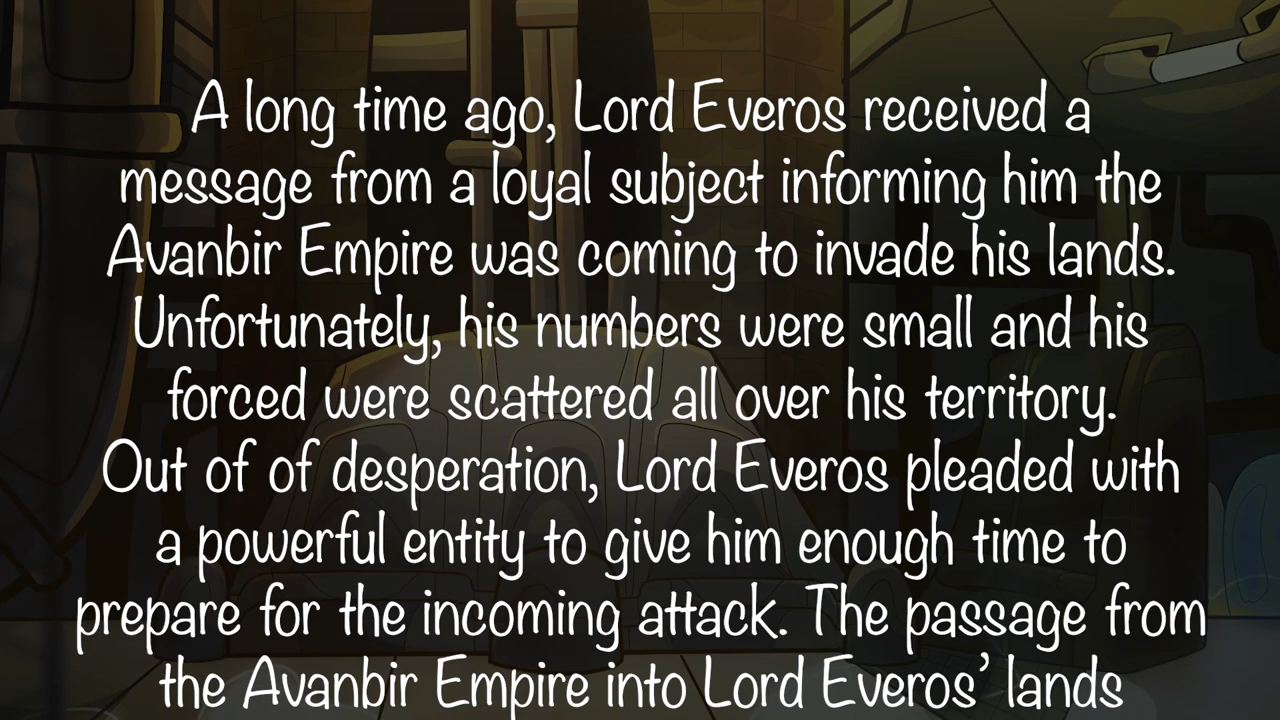 A long time ago, Lord Everos received a
message from a loyal subject informing him the
Avanbir Empire was coming to invade his lands.
Unfortunately, his numbers were small and his
forced were scattered all over his territory.
Out of of desperation, Lord Everos pleaded with
a powerful entity to give him enough time to
prepare for the incoming attack. The passage from
the Avanbir Empire into Lord Everos’ lands